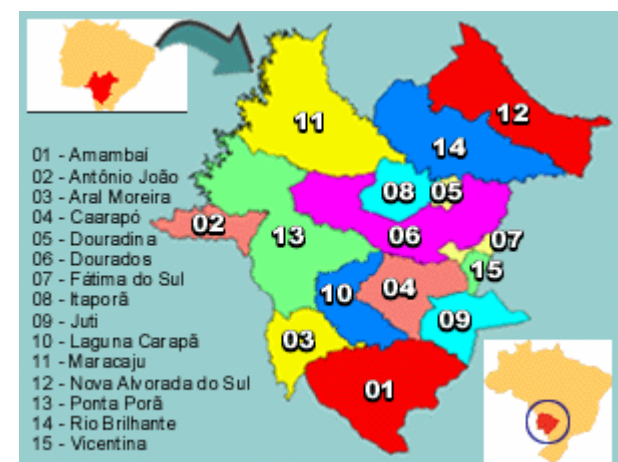 11
12
14
08
05
02
06
13
07
15
10
04
09
03
01
01 - Amambaí
02 - Antônio João
03 - Aral Moreira
04 - Caarapó
05 - Douradina
06 - Dourados
07 - Fátima do Sul
08 - Itaporã
09 - Juti
10 - Laguna Carapã
11 - Maracaju
12 - Nova Alvorada do Sul
13 - Ponta Porã
14 - Rio Brilhante
15 - Vicentina